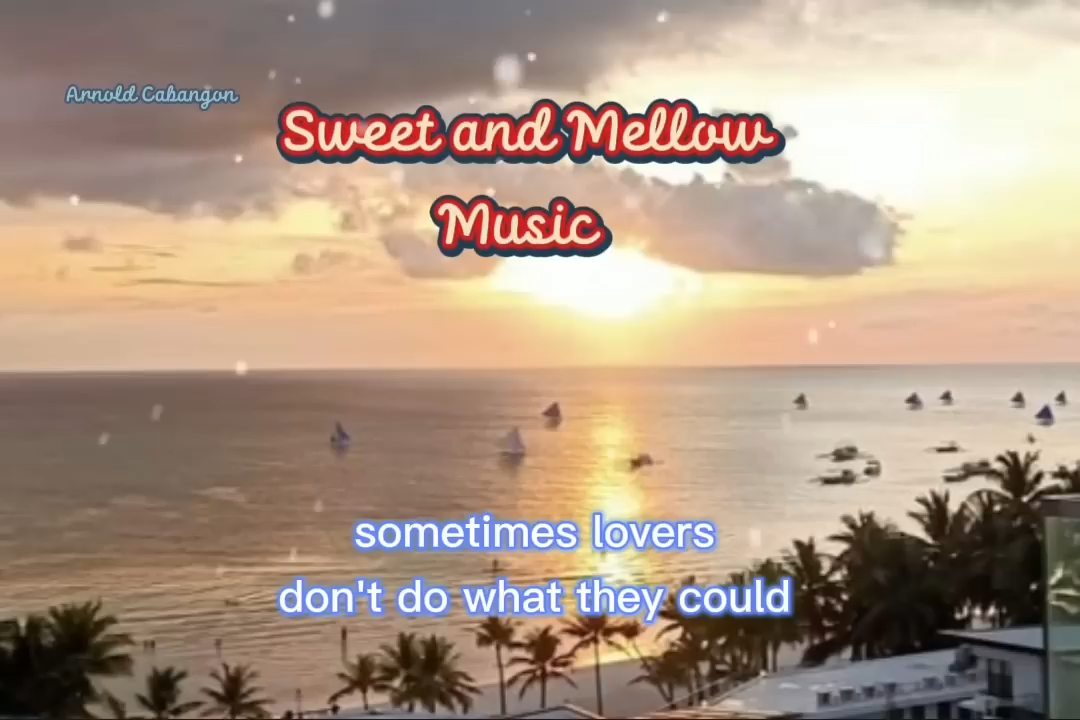 Arnold Cabangon
Sweet and Mellow
Music
sometimes lovers
don't do what they could